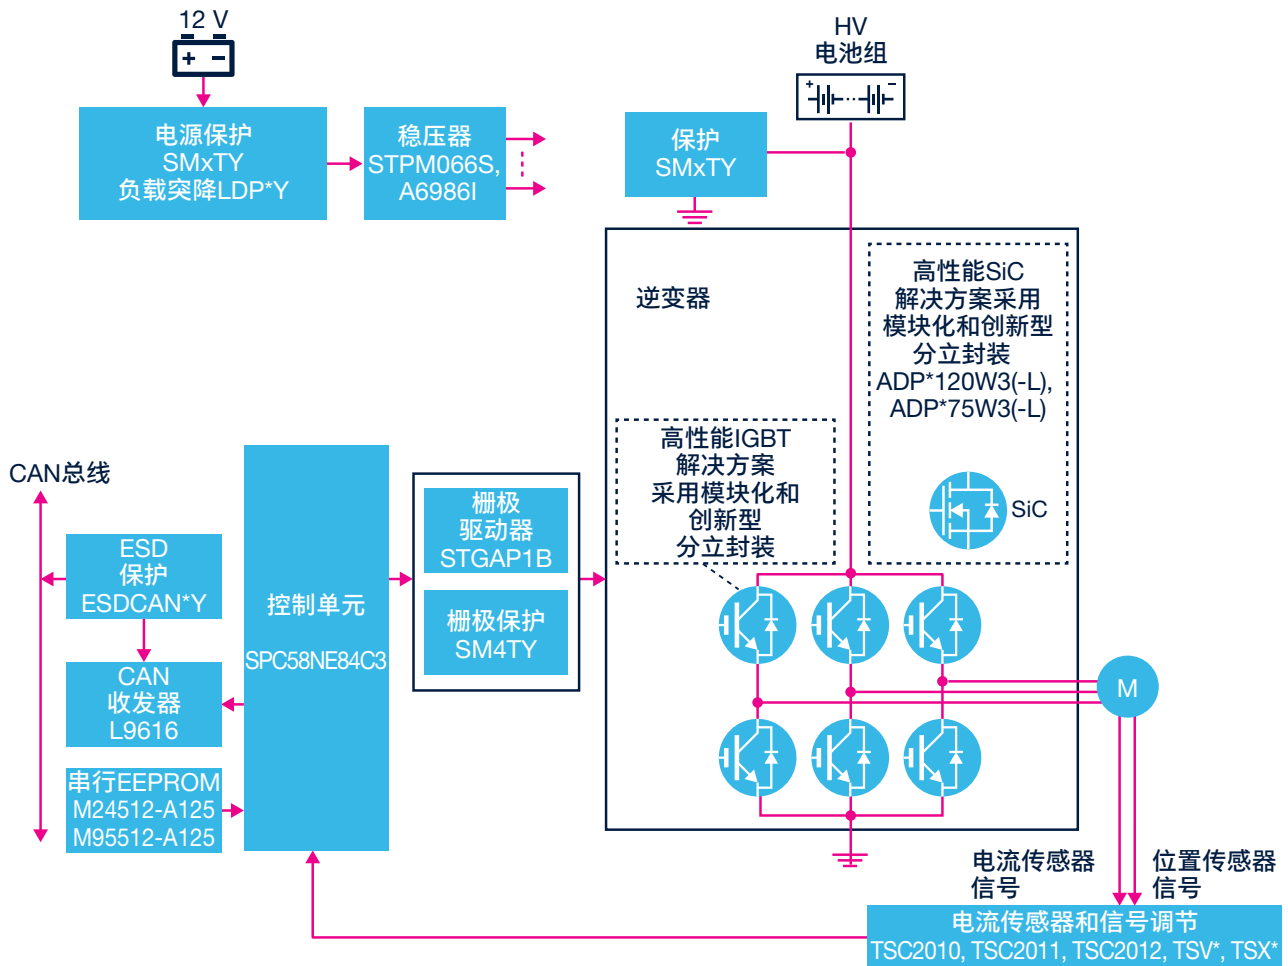 12 V
电源保护
SMxTY
负载突降LDP*Y
稳压器
STPM066S,
A6986I
HV
电池组
保护
SMxTY
逆变器
高性能SiC
解决方案采用
模块化和创新型
分立封装
ADP*120W3(-L),
ADP*75W3(-L)
SiC
高性能IGBT
解决方案
采用模块化和
创新型
分立封装
CAN总线
ESD
保护
ESDCAN*Y
CAN
收发器
L9616
串行EEPROM
M24512-A125
M95512-A125
控制单元
SPC58NE84C3
栅极
驱动器
STGAP1B
栅极保护
SM4TY
M
电流传感器
信号
位置传感器
信号
电流传感器和信号调节
TSC2010, TSC2011, TSC2012, TSV*, TSX*